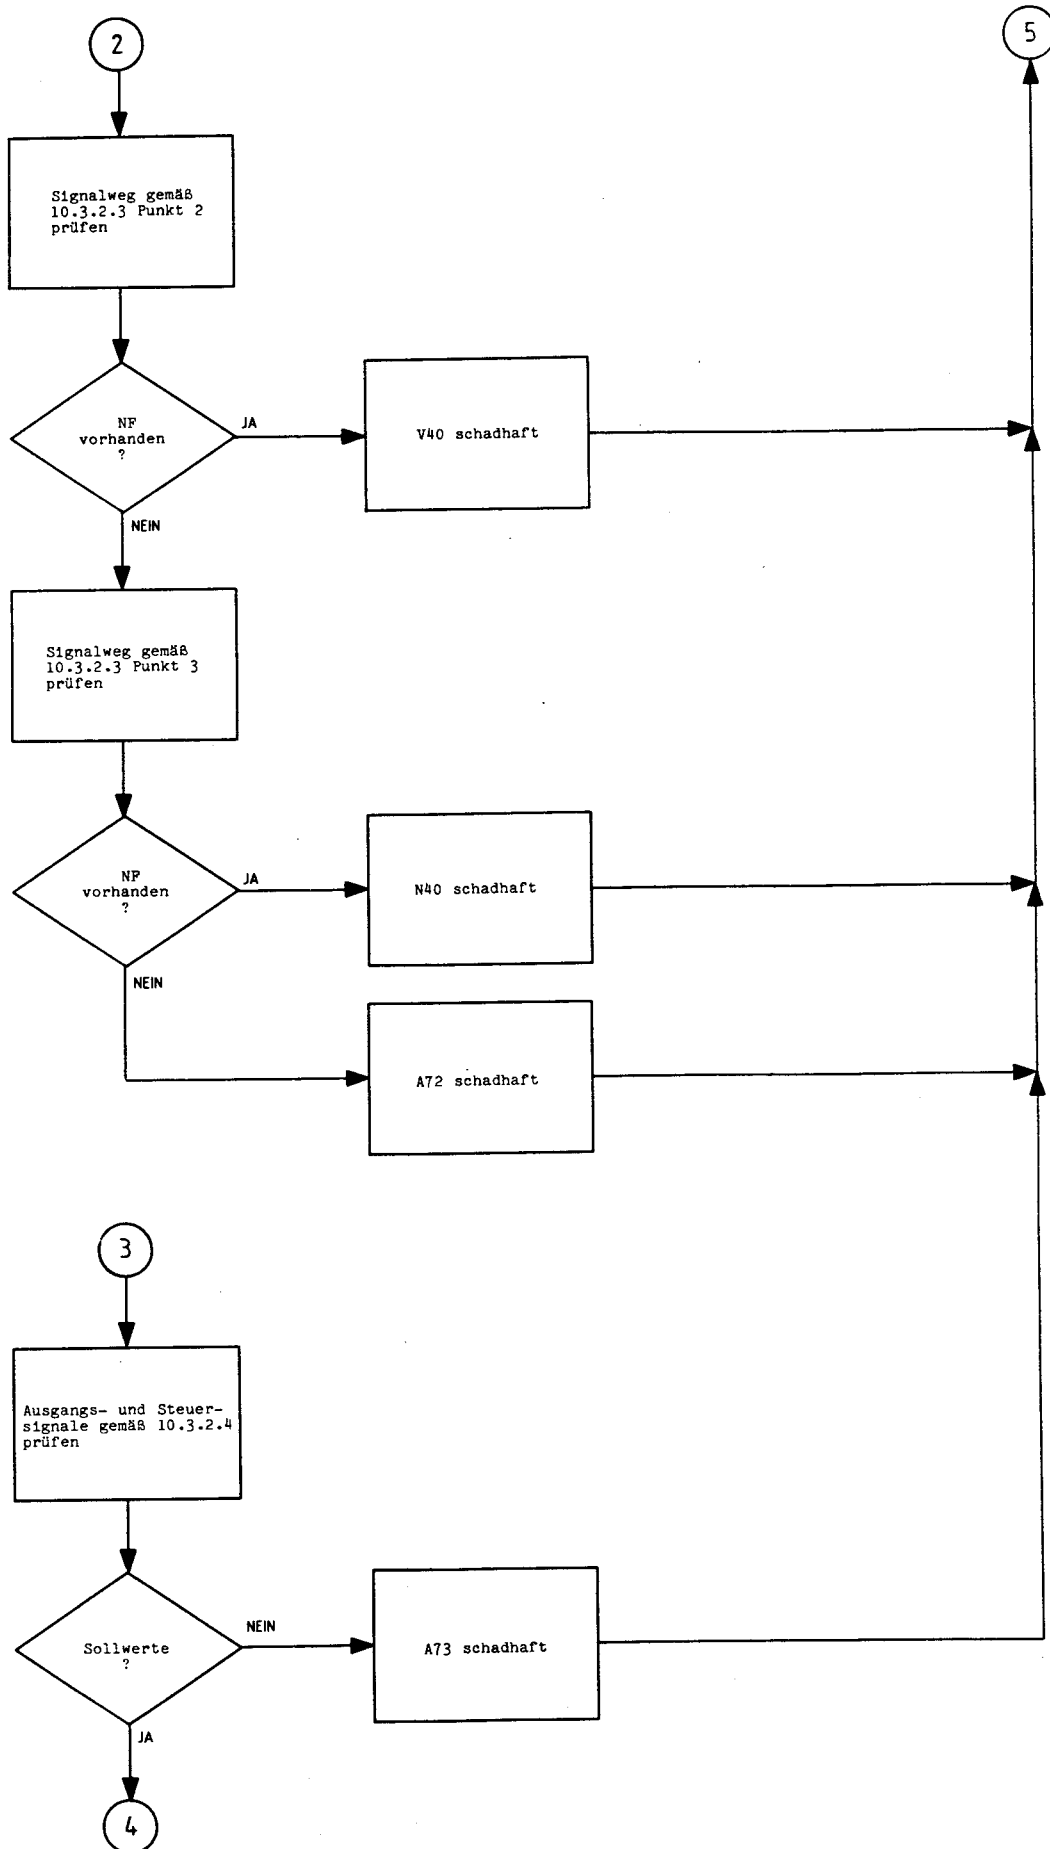 2
5
Signalweg gemäß
10.3.2.3 Punkt 2
prüfen
NF
vorhanden
?
JA
V40 schadhaft
NEIN
Signalweg gemäß
10.3.2.3 Punkt 3
prüfen
NF
vorhanden
?
JA
N40 schadhaft
NEIN
A72 schadhaft
3
Ausgangs- und Steuer-
signale gemäß 10.3.2.4
prüfen
Sollwerte
?
NEIN
A73 schadhaft
JA
4